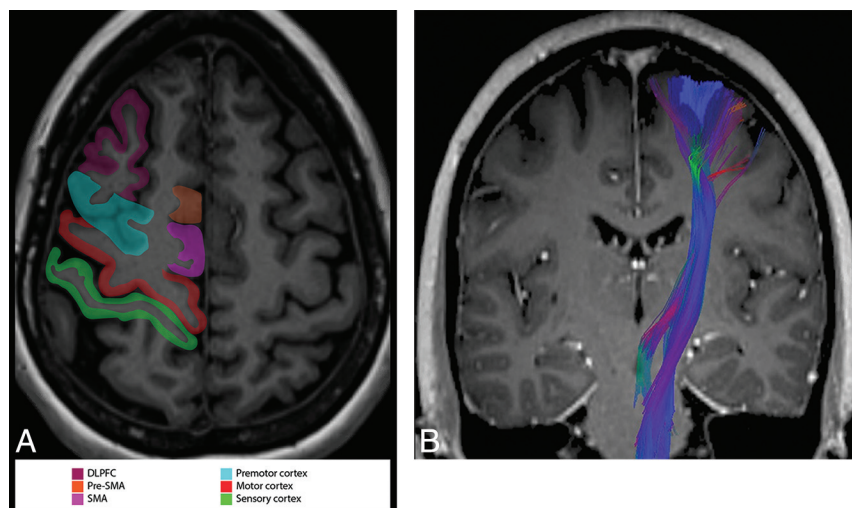 A
B
DLPFC
Premotor cortex
Pre-SMA
Motor cortex
SMA
Sensory cortex